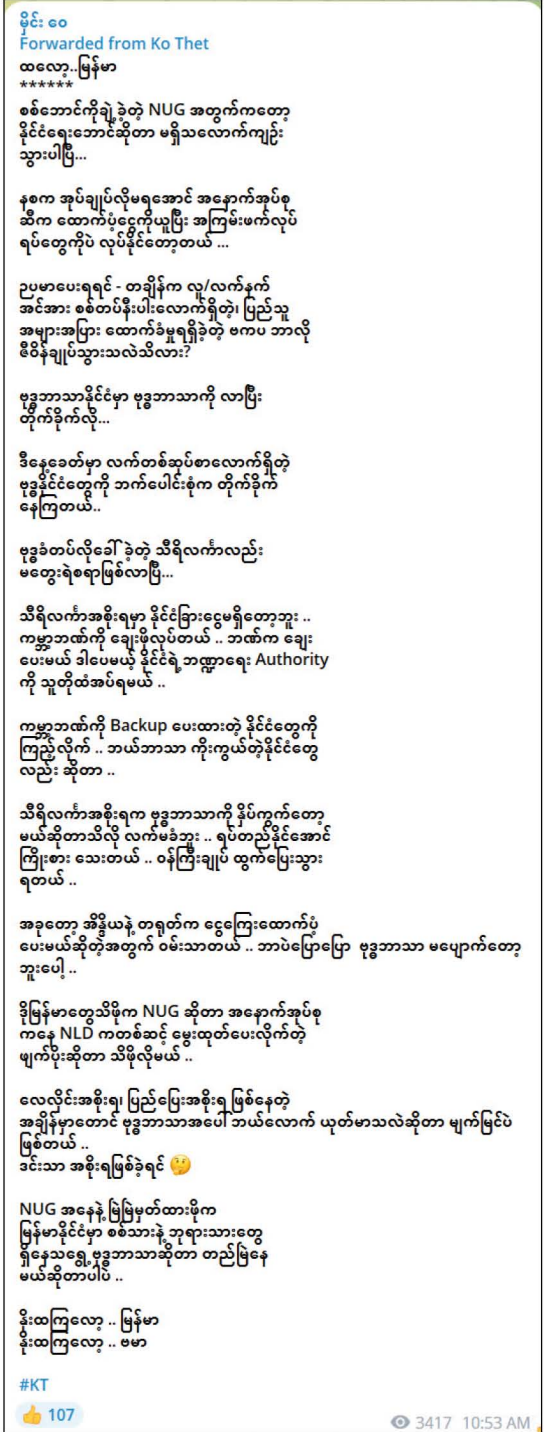 မှိုင်း ဝေ
Forwarded from Ko Thet
ထလော့..မြန်မာ
******
စစ်ဘောင်ကိုချဲ့ခဲ့တဲ့ NUG အတွက်ကတော့
နိုင်ငံရေးဘောင်ဆိုတာ မရှိသလောက်ကျဉ်း
သွားပါပြီ...
နစက အုပ်ချုပ်လို့မရအောင် အနောက်အုပ်စု
ဆီက ထောက်ပံ့ငွေကိုယူပြီး အကြမ်းဖက်လုပ်
ရပ်တွေကိုပဲ လုပ်နိုင်တော့တယ် ...
ဥပမာပေးရရင် - တချိန်က လူ/လက်နက်
အင်အား စစ်တပ်နီးပါးလောက်ရှိတဲ့၊ ပြည်သူ
အများအပြား ထောက်ခံမှုရရှိခဲ့တဲ့ ဗကပ ဘာလို့
ဇီဝိန်ချုပ်သွားသလဲသိလား?
ဗုဒ္ဓဘာသာနိုင်ငံမှာ ဗုဒ္ဓဘာသာကို လာပြီး
တိုက်ခိုက်လို့...
ဒီနေ့ခေတ်မှာ လက်တစ်ဆုပ်စာလောက်ရှိတဲ့
ဗုဒ္ဓနိုင်ငံတွေကို ဘက်ပေါင်းစုံက တိုက်ခိုက်
နေကြတယ်..
ဗုဒ္ဓခံတပ်လို့ခေါ်ခဲ့တဲ့ သီရိလင်္ကာလည်း
မတွေးရဲစရာဖြစ်လာပြီ...
သီရိလင်္ကာအစိုးရမှာ နိုင်ငံခြားငွေမရှိတော့ဘူး ..
ကမ္ဘာ့ဘဏ်ကို ချေးဖို့လုပ်တယ် .. ဘဏ်က ချေး
ပေးမယ် ဒါပေမယ့် နိုင်ငံရဲ့ဘဏ္ဍာရေး Authority
ကို သူတို့ထံအပ်ရမယ် ..
ကမ္ဘာ့ဘဏ်ကို Backup ပေးထားတဲ့ နိုင်ငံတွေကို
ကြည့်လိုက် .. ဘယ်ဘာသာ ကိုးကွယ်တဲ့နိုင်ငံတွေ
လည်း ဆိုတာ ..
သီရိလင်္ကာအစိုးရက ဗုဒ္ဓဘာသာကို နှိပ်ကွက်တော့
မယ်ဆိုတာသိလို့ လက်မခံဘူး .. ရပ်တည်နိုင်အောင်
ကြိုးစား သေးတယ် .. ဝန်ကြီးချုပ် ထွက်ပြေးသွား
ရတယ် ..
အခုတော့ အိန္ဒိယနဲ့ တရုတ်က ငွေကြေးထောက်ပံ့
ပေးမယ်ဆိုတဲ့အတွက် ဝမ်းသာတယ် .. ဘာပဲပြောပြော ဗုဒ္ဓဘာသာ မပျောက်တော့
ဘူးပေါ့ ..
ဒို့မြန်မာတွေသိဖို့က NUG ဆိုတာ အနောက်အုပ်စု
ကနေ NLD ကတစ်ဆင့် မွေးထုတ်ပေးလိုက်တဲ့
ဖျက်ပိုးဆိုတာ သိဖို့လိုမယ် ..
လေလှိုင်းအစိုးရ၊ ပြည်ပြေးအစိုးရ ဖြစ်နေတဲ့
အချိန်မှာတောင် ဗုဒ္ဓဘာသာအပေါ် ဘယ်လောက် ယုတ်မာသလဲဆိုတာ မျက်မြင်ပဲ
ဖြစ်တယ် ..
ဒင်းသာ အစိုးရဖြစ်ခဲ့ရင် 🤔
NUG အနေနဲ့ မြဲမြဲမှတ်ထားဖို့က
မြန်မာနိုင်ငံမှာ စစ်သားနဲ့ ဘုရားသားတွေ
ရှိနေသရွေ့ ဗုဒ္ဓဘာသာဆိုတာ တည်မြဲနေ
မယ်ဆိုတာပါပဲ ..
နိုးထကြလော့ .. မြန်မာ
နိုးထကြလော့ .. ဗမာ
#KT
👍 107
3417 10:53 AM